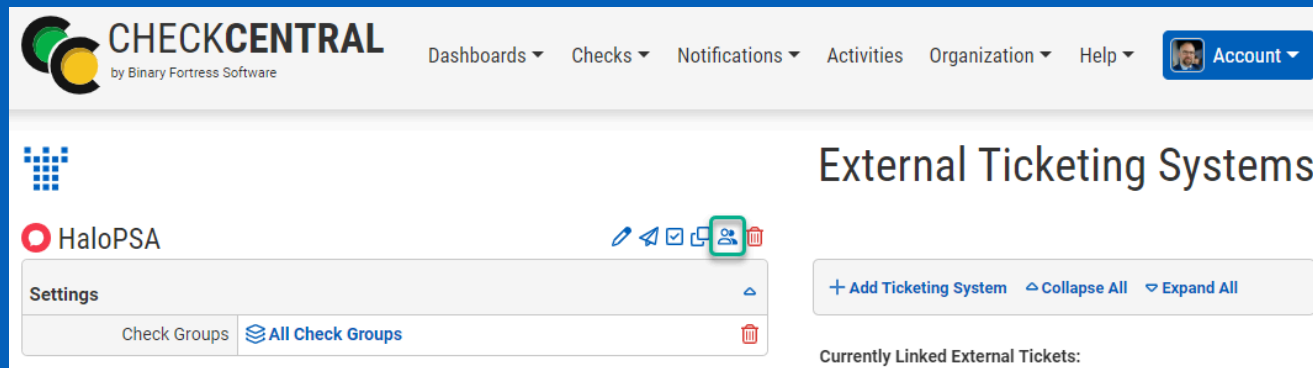 CHECKCENTRAL
by Binary Fortress Software
Dashboards Checks Notifications Activities Organization Help Account
External Ticketing Systems
HaloPSA
Settings
Check Groups All Check Groups
+ Add Ticketing System Collapse All Expand All
Currently Linked External Tickets: